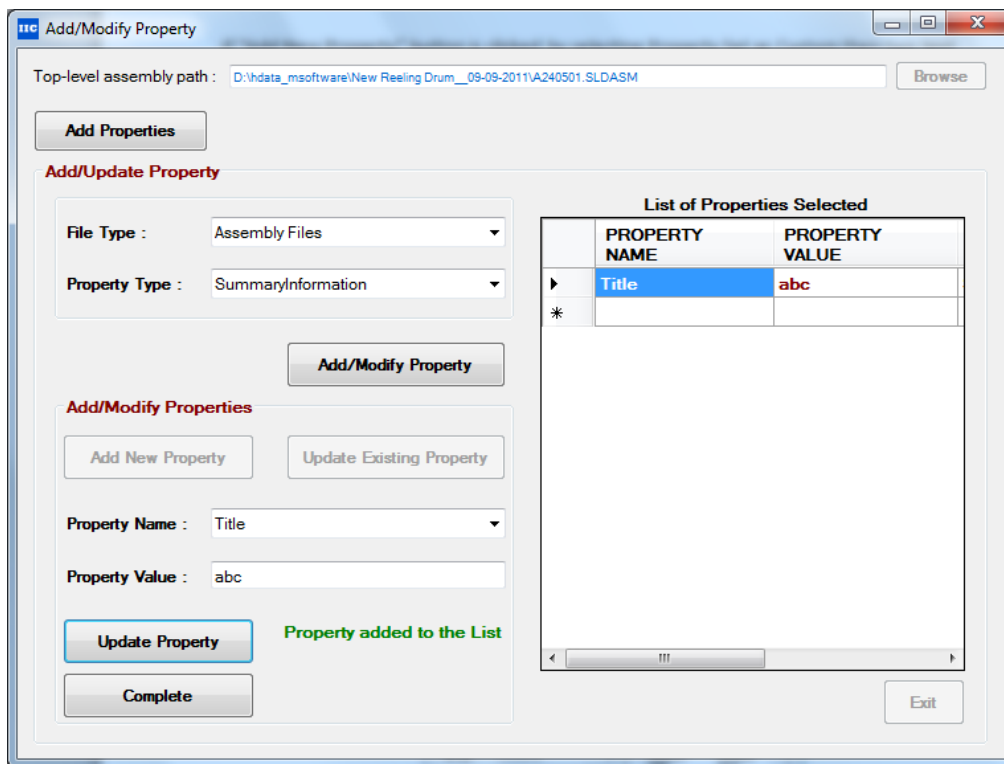 IIC Add/Modify Property
Top-level assembly path : D:\hdata_msoftware\New Reeling Drum__09-09-2011\A240501.SLDASM Browse
Add Properties
Add/Update Property
List of Properties Selected
File Type : Assembly Files
Property Type : SummaryInformation
PROPERTY NAME PROPERTY VALUE
Title abc
Add/Modify Property
Add/Modify Properties
Add New Property Update Existing Property
Property Name : Title
Property Value : abc
Update Property Property added to the List
Complete
Exit